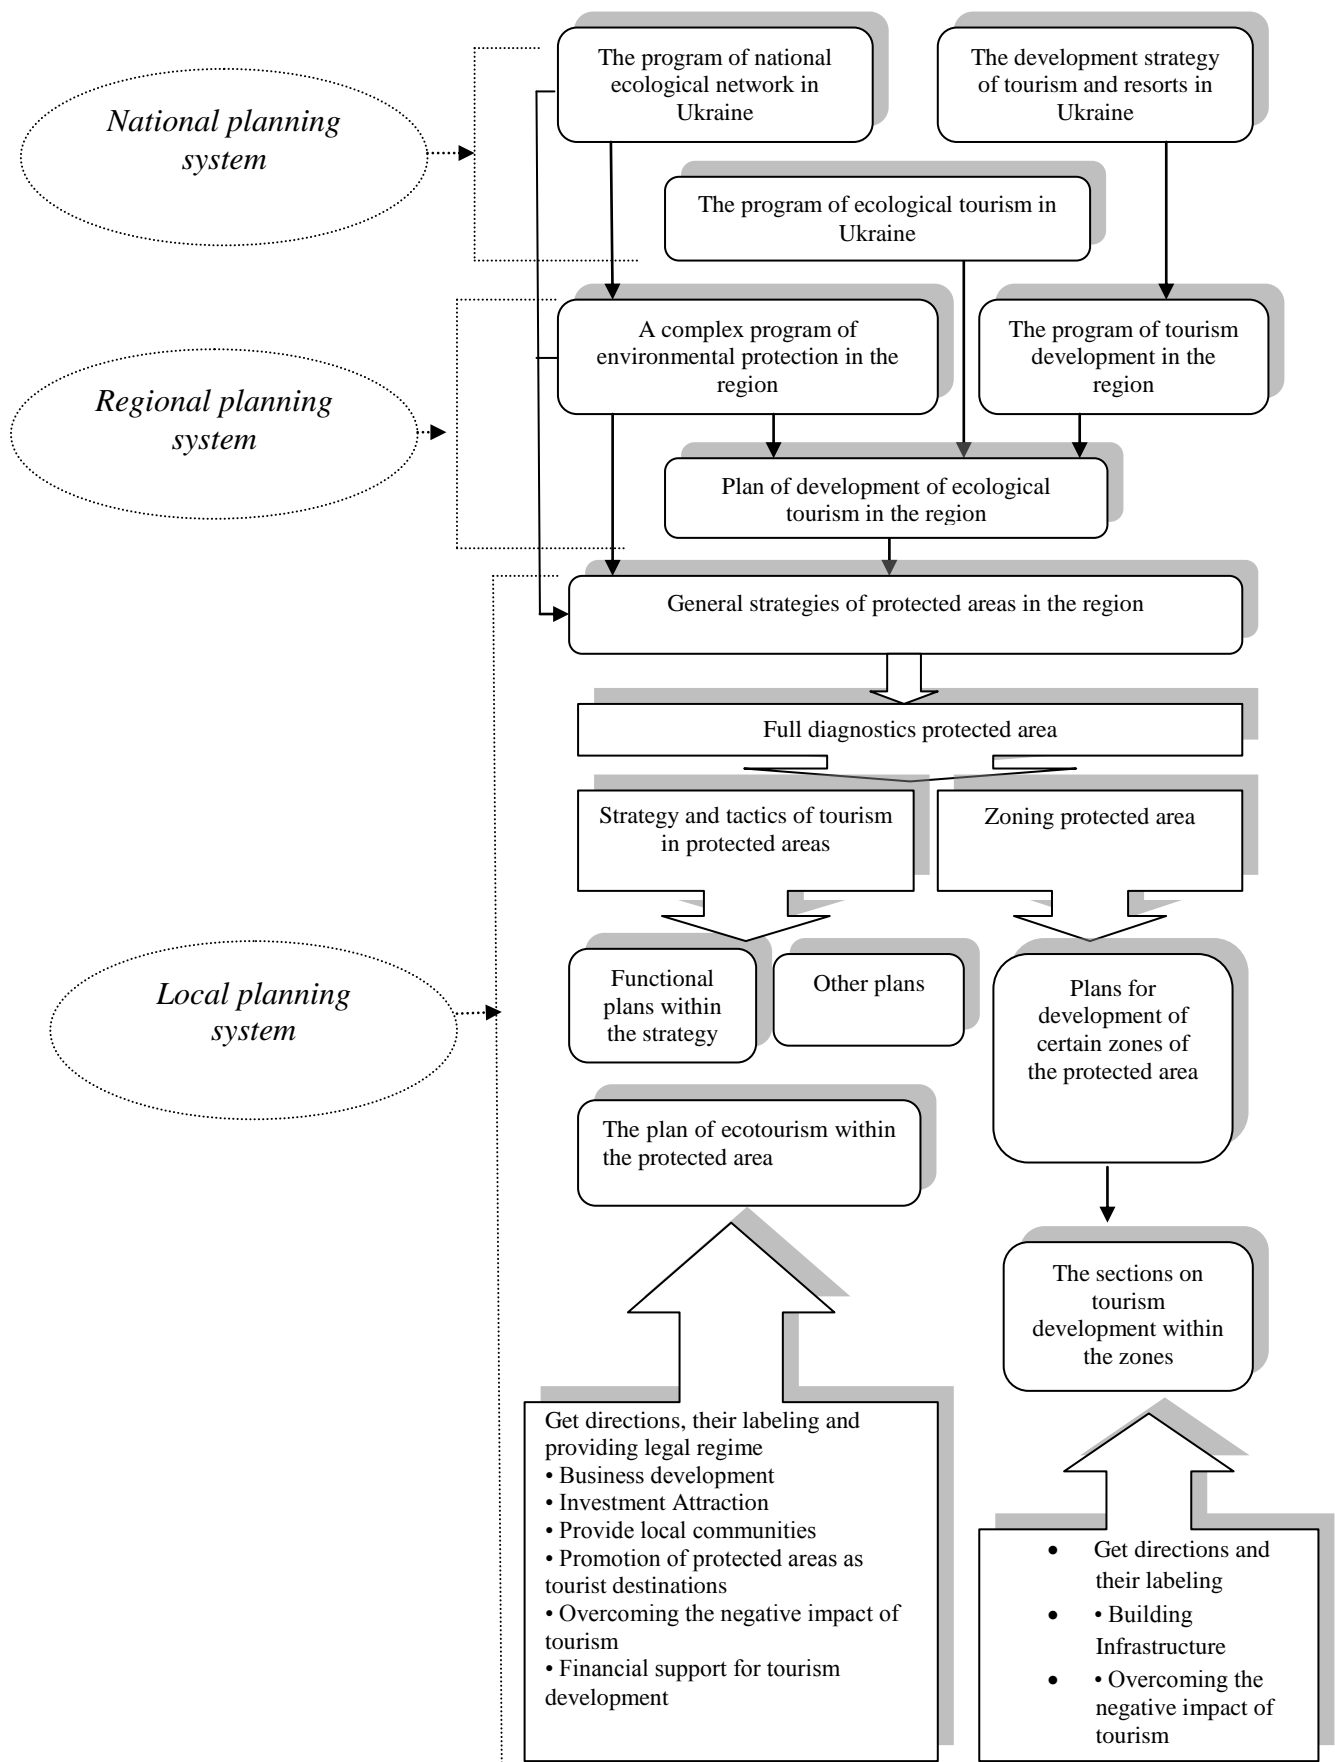 The program of national
ecological network in
Ukraine
The development strategy
of tourism and resorts in
Ukraine
National planning
system
The program of ecological tourism in
Ukraine
A complex program of
environmental protection in the
region
The program of tourism
development in the
region
Regional planning
system
Plan of development of ecological
tourism in the region
General strategies of protected areas in the region
Full diagnostics protected area
Strategy and tactics of tourism
in protected areas
Zoning protected area
Local planning
system
Functional
plans within
the strategy
Other plans
Plans for
development of
certain zones of
the protected area
The plan of ecotourism within
the protected area
The sections on
tourism
development within
the zones
Get directions, their labeling and
providing legal regime
• Business development
• Investment Attraction
• Provide local communities
• Promotion of protected areas as
tourist destinations
• Overcoming the negative impact of
tourism
• Financial support for tourism
development
• Get directions and
their labeling
• • Building
Infrastructure
• • Overcoming the
negative impact of
tourism